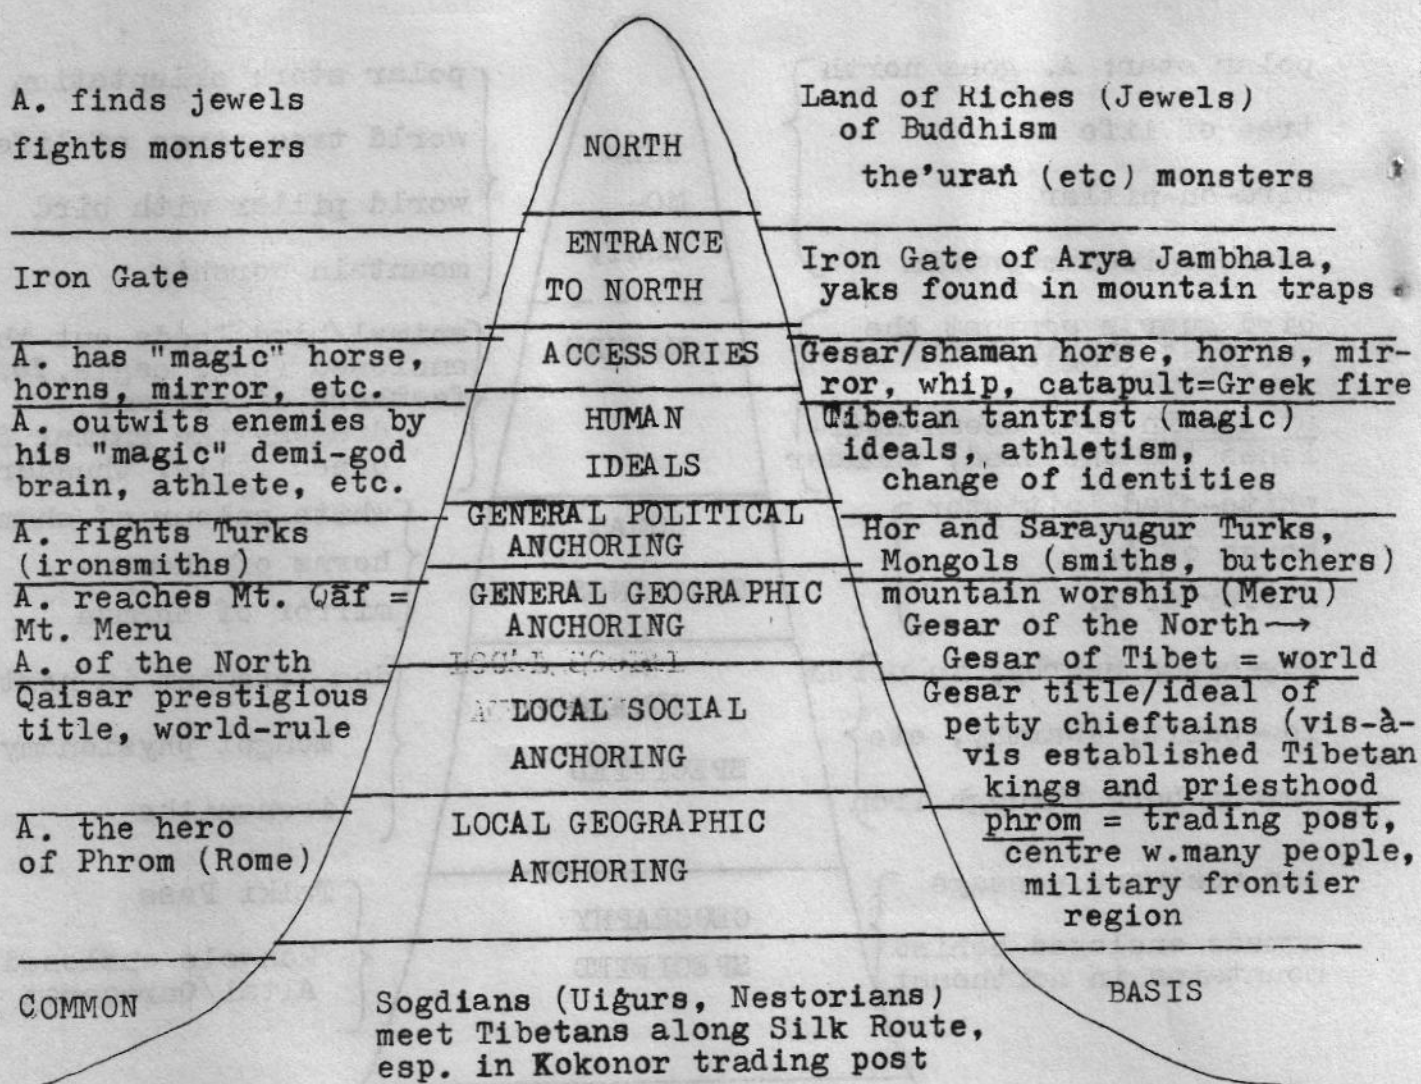 A. finds jewels
fights monsters
NORTH
Land of Riches (Jewels)
of Buddhism
the'urań (etc) monsters
Iron Gate
ENTRANCE
TO NORTH
Iron Gate of Arya Jambhala,
yaks found in mountain traps
A. has "magic" horse,
horns, mirror, etc.
ACCESSORIES
Gesar/shaman horse, horns, mir-
ror, whip, catapult=Greek fire
A. outwits enemies by
his "magic" demi-god
brain, athlete, etc.
HUMAN
IDEALS
Tibetan tantrist (magic)
ideals, athletism,
change of identities
A. fights Turks
(ironsmiths)
GENERAL POLITICAL
ANCHORING
Hor and Sarayugur Turks,
Mongols (smiths, butchers)
A. reaches Mt. Qāf =
Mt. Meru
A. of the North
GENERAL GEOGRAPHIC
ANCHORING
mountain worship (Meru)
Gesar of the North→
Gesar of Tibet = world
Qaisar prestigious
title, world-rule
LOCAL SOCIAL
ANCHORING
Gesar title/ideal of
petty chieftains (vis-à-
vis established Tibetan
kings and priesthood
A. the hero
of Phrom (Rome)
LOCAL GEOGRAPHIC
ANCHORING
phrom = trading post,
centre w.many people,
military frontier
region
COMMON
Sogdians (Uiğurs, Nestorians)
meet Tibetans along Silk Route,
esp. in Kokonor trading post
BASIS